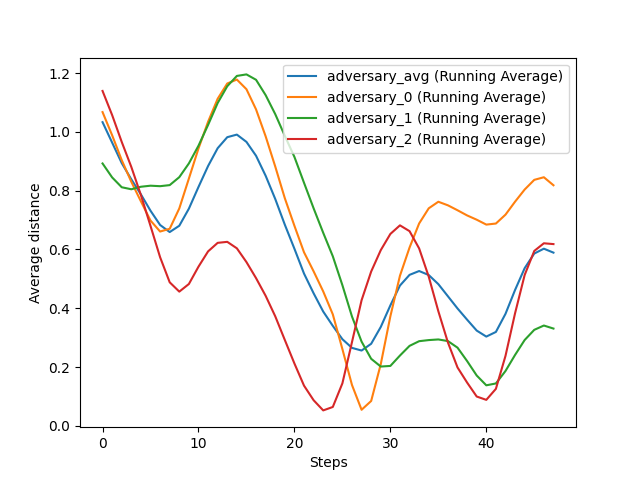 adversary_avg (Running Average)
adversary_0 (Running Average)
adversary_1 (Running Average)
adversary_2 (Running Average)
Average distance
1.2
1.0
0.8
0.6
0.4
0.2
0.0
0 10 20 30 40
Steps